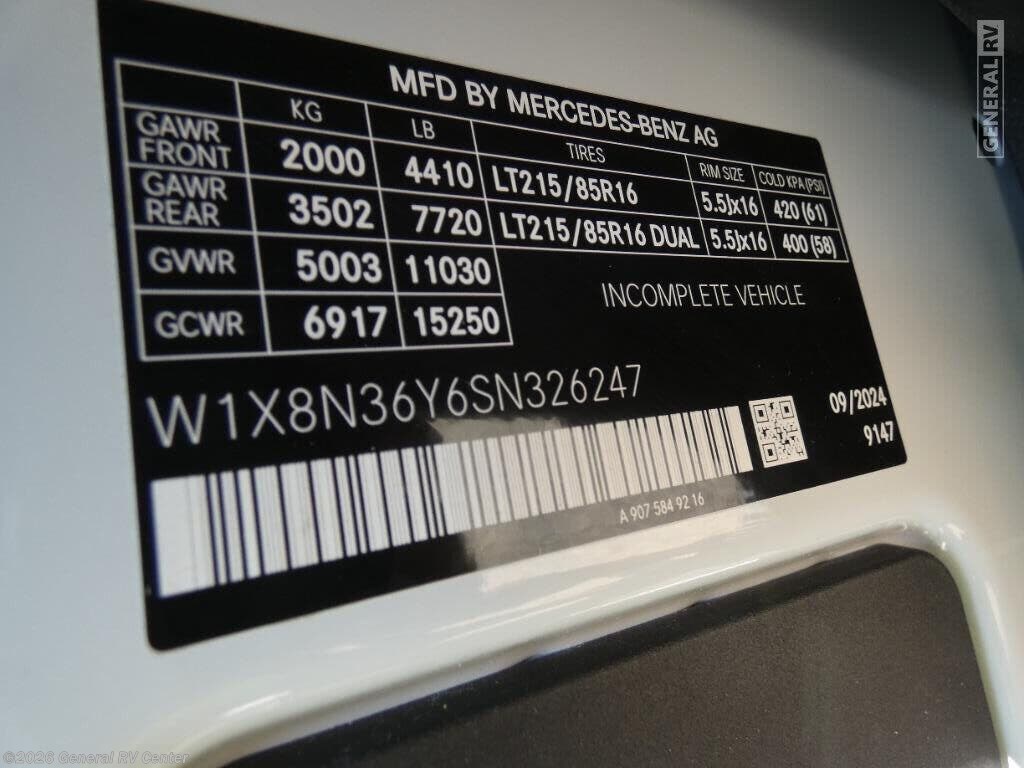 MFD BY MERCEDES-BENZ AG
KG LB TIRES RIM SIZE COLD KPA (PSI)
GAWR FRONT 2000 4410 LT215/85R16 5.5Jx16 420 (61)
GAWR REAR 3502 7720 LT215/85R16 DUAL 5.5Jx16 400 (58)
GVWR 5003 11030
GCWR 6917 15250
INCOMPLETE VEHICLE
W1X8N36Y6SN326247
09/2024
9147
A 907 584 92 16
GENERAL RV
©2026 General RV Center